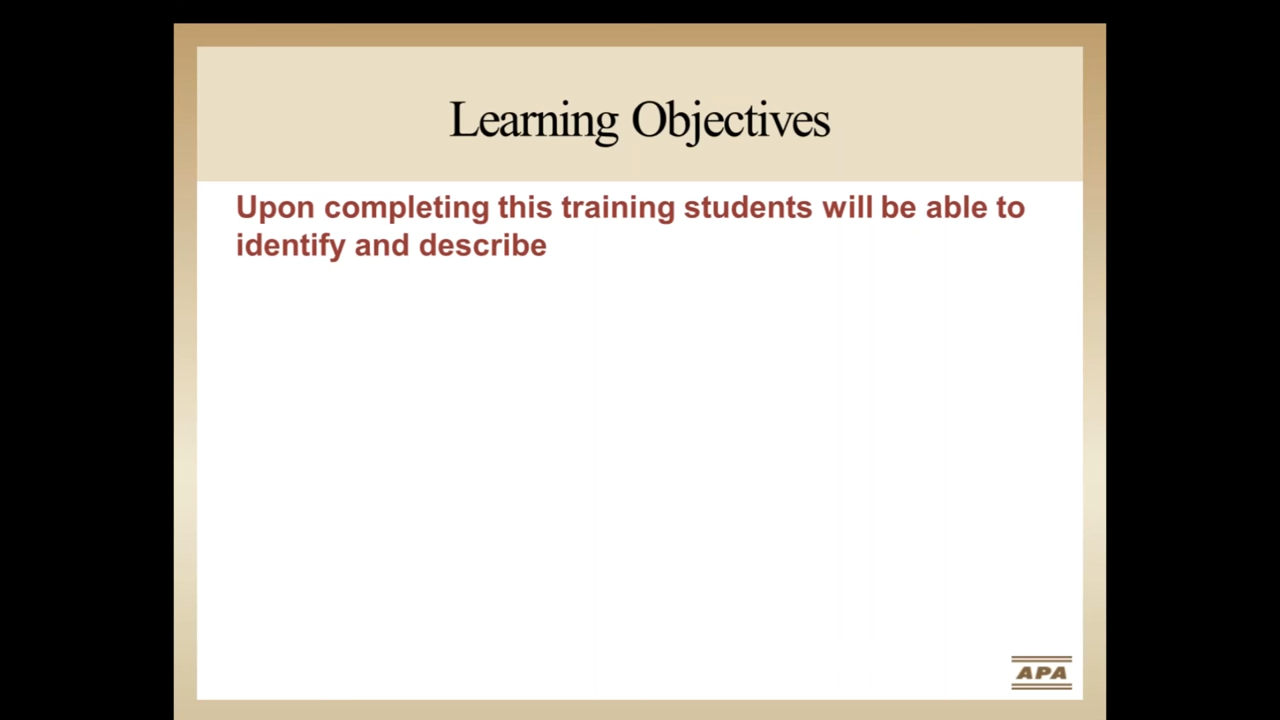 Learning Objectives
Upon completing this training students will be able to
identify and describe
APA